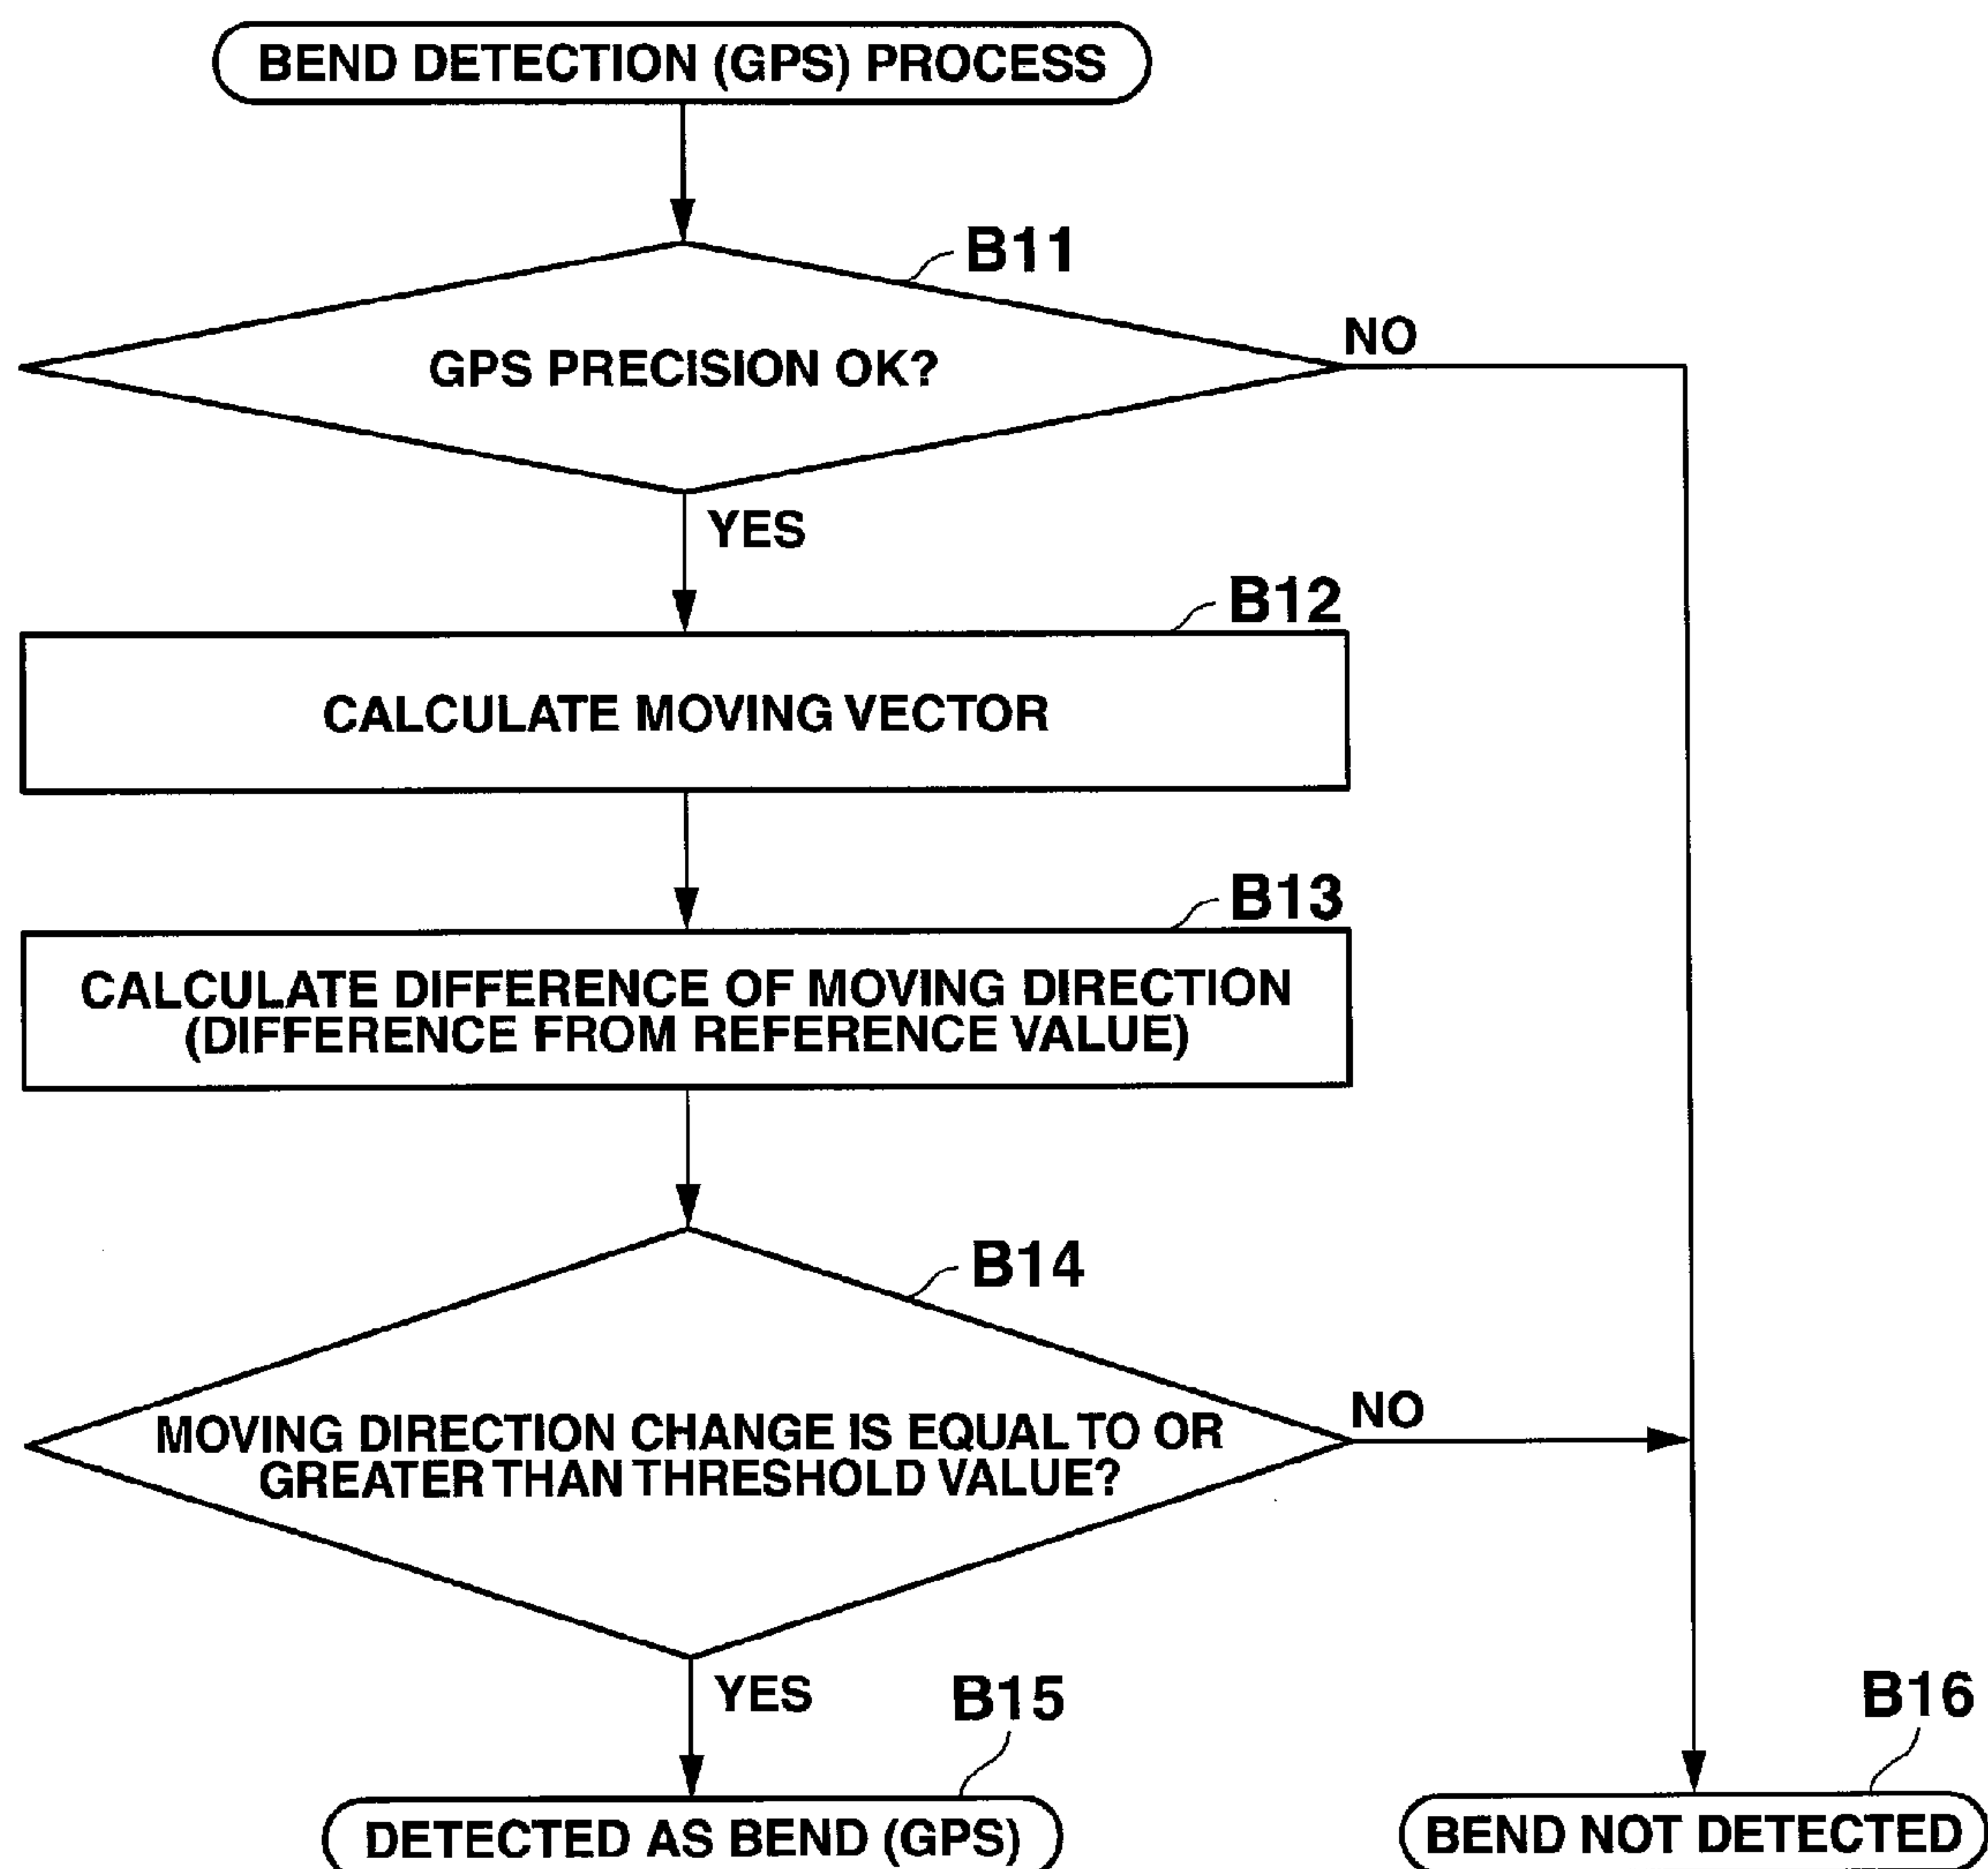 BEND DETECTION (GPS) PROCESS
B11
GPS PRECISION OK?
NO
YES
B12
CALCULATE MOVING VECTOR
B13
CALCULATE DIFFERENCE OF MOVING DIRECTION
(DIFFERENCE FROM REFERENCE VALUE)
B14
MOVING DIRECTION CHANGE IS EQUAL TO OR
GREATER THAN THRESHOLD VALUE?
NO
YES
B15
B16
DETECTED AS BEND (GPS)
BEND NOT DETECTED